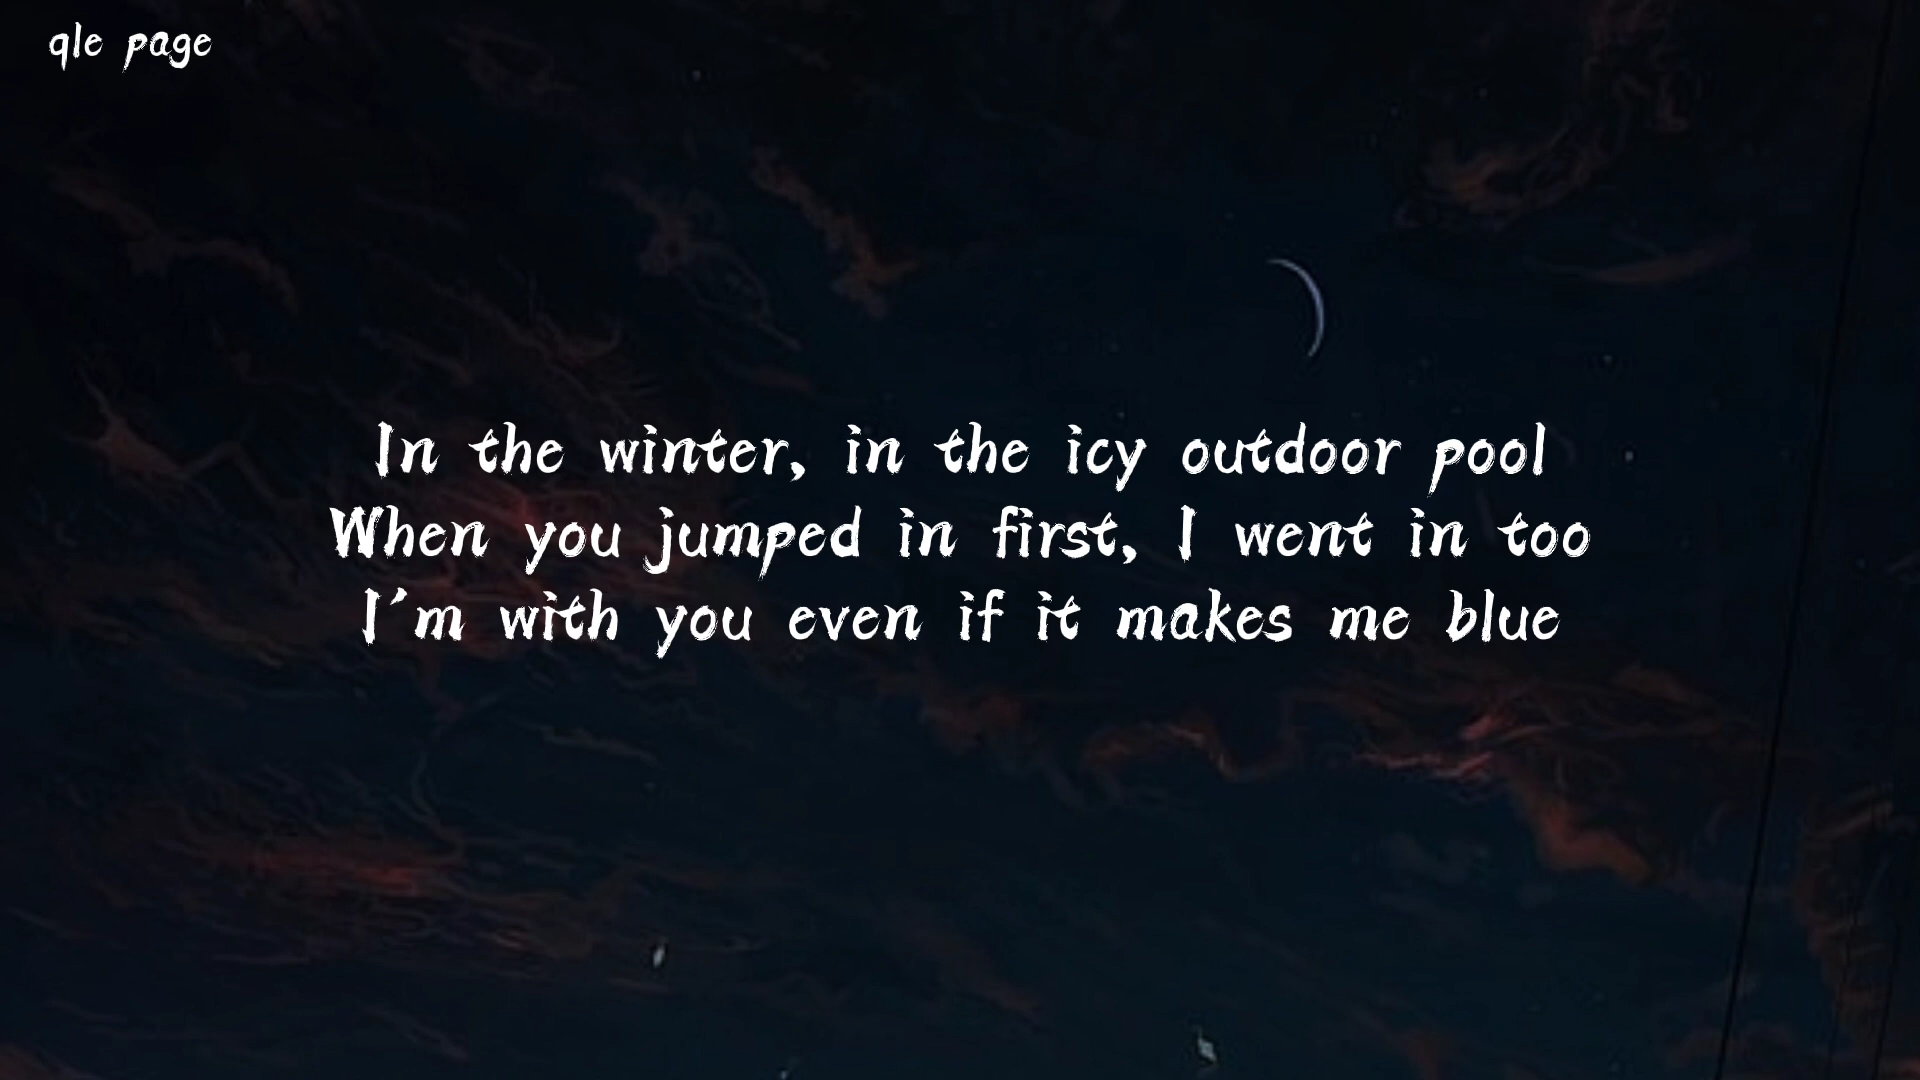 qle page
In the winter, in the icy outdoor pool
When you jumped in first, I went in too
I'm with you even if it makes me blue